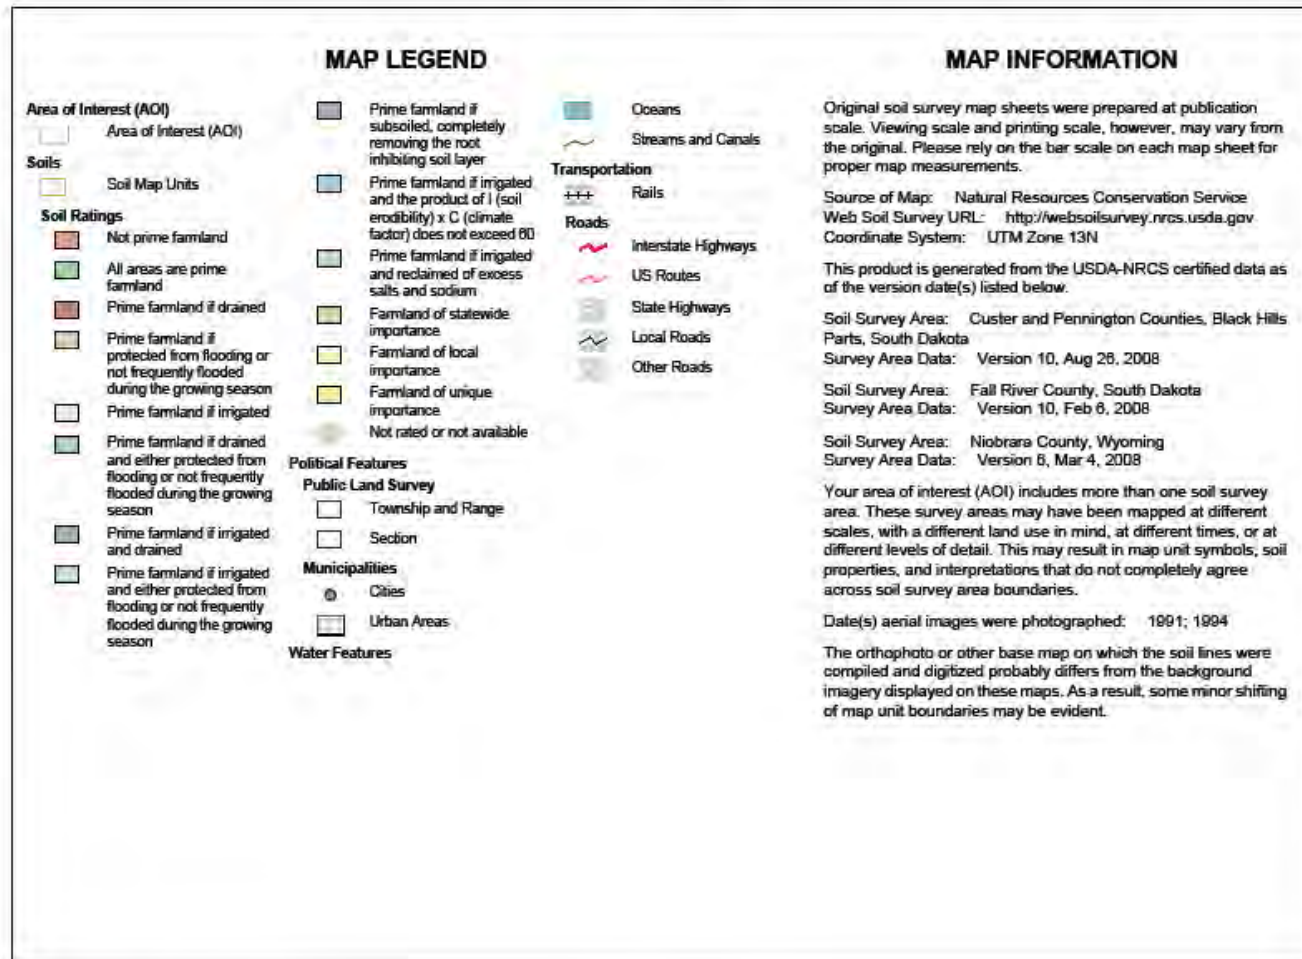 MAP LEGEND
Area of Interest (AOI)
Area of Interest (AOI)
Soils
Soil Map Units
Soil Ratings
Not prime farmland
All areas are prime
farmland
Prime farmland if drained
Prime farmland if
protected from flooding or
not frequently flooded
during the growing season
Prime farmland if irrigated
Prime farmland if drained
and either protected from
flooding or not frequently
flooded during the growing
season
Prime farmland if irrigated
and drained
Prime farmland if irrigated
and either protected from
flooding or not frequently
flooded during the growing
season
Prime farmland if
subsoiled, completely
removing the root
inhibiting soil layer
Prime farmland if irrigated
and the product of I (soil
erodibility) x C (climate
factor) does not exceed 60
Prime farmland if irrigated
and reclaimed of excess
salts and sodium
Farmland of statewide
importance
Farmland of local
importance
Farmland of unique
importance
Not rated or not available
Political Features
Public Land Survey
Township and Range
Section
Municipalities
Cities
Urban Areas
Water Features
Oceans
Streams and Canals
Transportation
Rails
Roads
Interstate Highways
US Routes
State Highways
Local Roads
Other Roads
MAP INFORMATION
Original soil survey map sheets were prepared at publication
scale. Viewing scale and printing scale, however, may vary from
the original. Please rely on the bar scale on each map sheet for
proper map measurements.
Source of Map: Natural Resources Conservation Service
Web Soil Survey URL: http://websoilsurvey.nrcs.usda.gov
Coordinate System: UTM Zone 13N
This product is generated from the USDA-NRCS certified data as
of the version date(s) listed below.
Soil Survey Area: Custer and Pennington Counties, Black Hills
Parts, South Dakota
Survey Area Data: Version 10, Aug 26, 2008
Soil Survey Area: Fall River County, South Dakota
Survey Area Data: Version 10, Feb 6, 2008
Soil Survey Area: Niobrara County, Wyoming
Survey Area Data: Version 6, Mar 4, 2008
Your area of interest (AOI) includes more than one soil survey
area. These survey areas may have been mapped at different
scales, with a different land use in mind, at different times, or at
different levels of detail. This may result in map unit symbols, soil
properties, and interpretations that do not completely agree
across soil survey area boundaries.
Date(s) aerial images were photographed: 1991; 1994
The orthophoto or other base map on which the soil lines were
compiled and digitized probably differs from the background
imagery displayed on these maps. As a result, some minor shifting
of map unit boundaries may be evident.